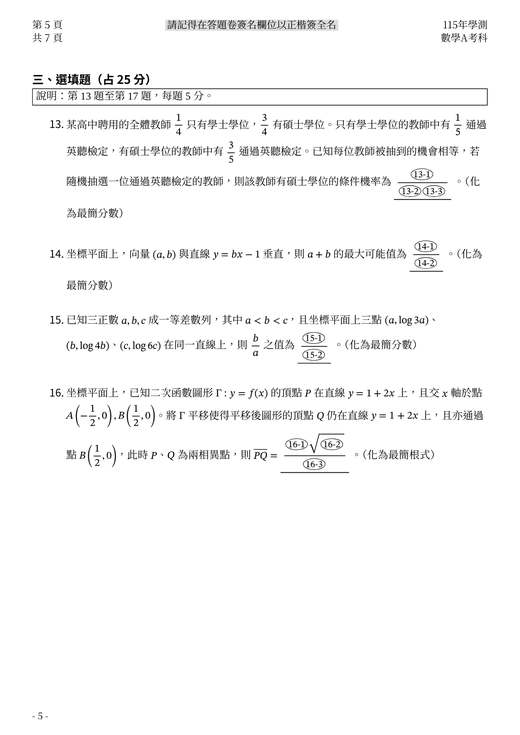 第 5 頁
共 7 頁
請記得在答題卷簽名欄位以正楷簽全名
115年學測
數學A考科
三、選填題（占 25 分）
說明：第 13 題至第 17 題，每題 5 分。
13. 某高中聘用的全體教師 1/4 只有學士學位，3/4 有碩士學位。只有學士學位的教師中有 1/5 通過
英聽檢定，有碩士學位的教師中有 3/5 通過英聽檢定。已知每位教師被抽到的機會相等，若
隨機抽選一位通過英聽檢定的教師，則該教師有碩士學位的條件機率為 (13-1)/(13-2)(13-3) 。（化
為最簡分數）
14. 坐標平面上，向量 (a, b) 與直線 y = bx − 1 垂直，則 a + b 的最大可能值為 (14-1)/(14-2) 。（化為
最簡分數）
15. 已知三正數 a, b, c 成一等差數列，其中 a < b < c，且坐標平面上三點 (a, log 3a)、
(b, log 4b)、(c, log 6c) 在同一直線上，則 b/a 之值為 (15-1)/(15-2) 。（化為最簡分數）
16. 坐標平面上，已知二次函數圖形 Γ : y = f(x) 的頂點 P 在直線 y = 1 + 2x 上，且交 x 軸於點
A(−1/2, 0), B(1/2, 0)。將 Γ 平移使得平移後圖形的頂點 Q 仍在直線 y = 1 + 2x 上，且亦通過
點 B(1/2, 0)，此時 P、Q 為兩相異點，則 PQ = (16-1)√(16-2)/(16-3) 。（化為最簡根式）
- 5 -